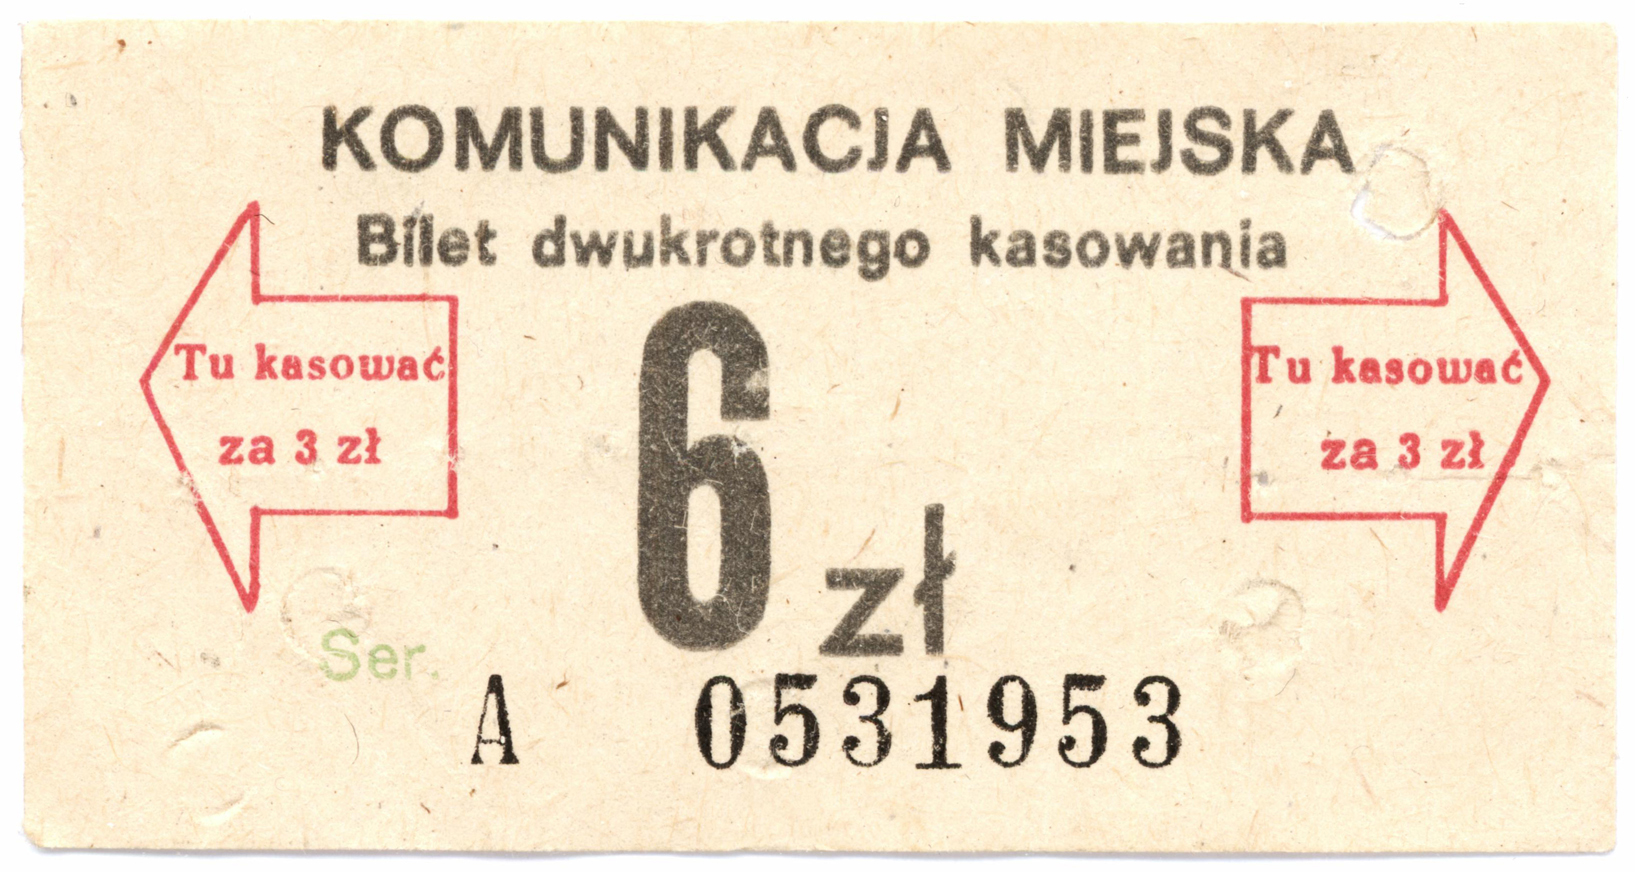 KOMUNIKACJA MIEJSKA
Bilet dwukrotnego kasowania
Tu kasować
za 3 zł
6 zł
Tu kasować
za 3 zł
Ser.
A 0531953